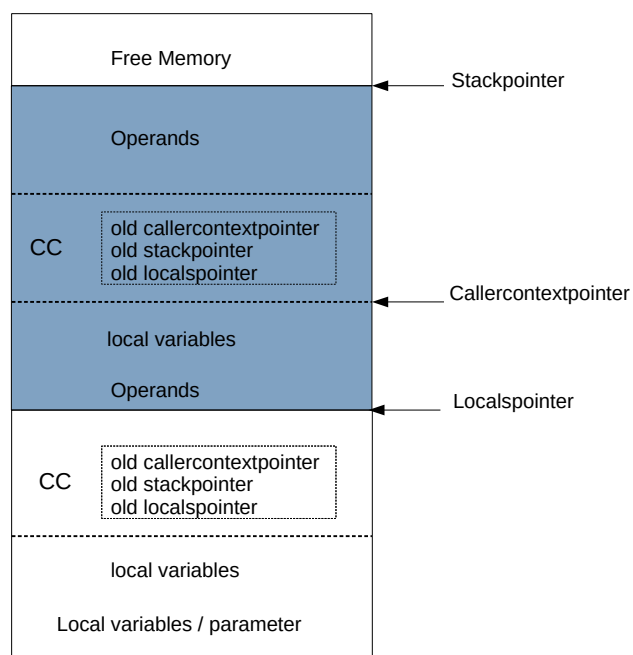 Free Memory
Stackpointer
Operands
CC
old callercontextpointer
old stackpointer
old localspointer
Callercontextpointer
local variables
Operands
Localspointer
CC
old callercontextpointer
old stackpointer
old localspointer
local variables
Local variables / parameter